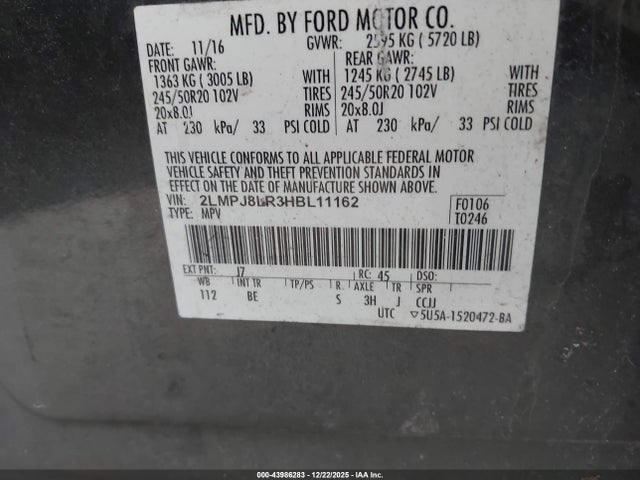 MFD. BY FORD MOTOR CO.
DATE: 11/16 GVWR: 2595 KG ( 5720 LB)
FRONT GAWR: REAR GAWR:
1363 KG ( 3005 LB) WITH 1245 KG ( 2745 LB) WITH
245/50R20 102V TIRES 245/50R20 102V TIRES
20x8.0J RIMS 20x8.0J RIMS
AT 230 kPa/ 33 PSI COLD AT 230 kPa/ 33 PSI COLD
THIS VEHICLE CONFORMS TO ALL APPLICABLE FEDERAL MOTOR
VEHICLE SAFETY AND THEFT PREVENTION STANDARDS IN
EFFECT ON THE DATE OF MANUFACTURE SHOWN ABOVE.
VIN: 2LMPJ8LR3HBL11162 F0106
TYPE: MPV T0246
EXT PNT: J7 RC: 45 DSO:
WB INT TR TP/PS R. AXLE TR SPR
112 BE S 3H J CCJJ
UTC ▽5U5A-1520472-BA
000-43986283 - 12/22/2025 - IAA Inc.